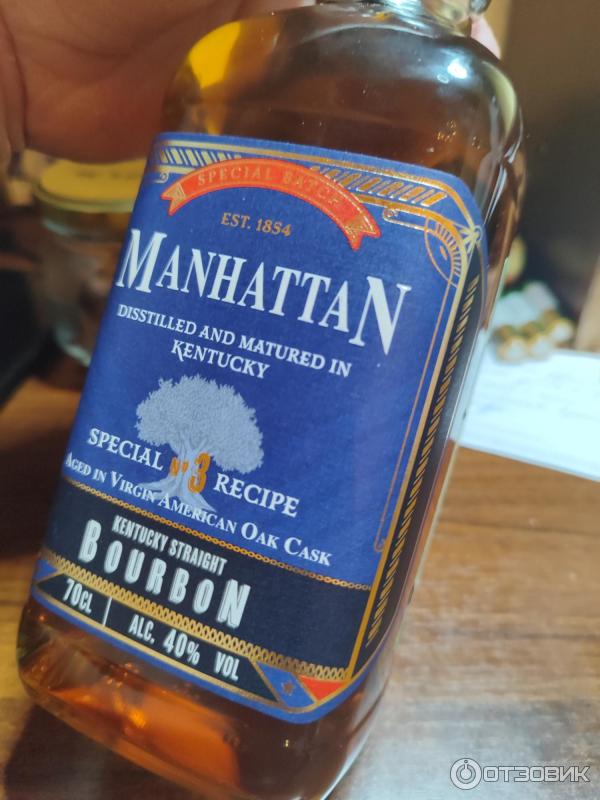 SPECIAL BATCH
EST. 1854
MANHATTAN
DISSTILLED AND MATURED IN
KENTUCKY
SPECIAL Nº3 RECIPE
AGED IN VIRGIN AMERICAN OAK CASK
KENTUCKY STRAIGHT
BOURBON
70CL ALC. 40% VOL
ОТЗОВИК